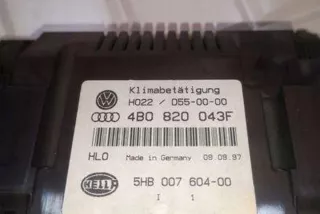 Klimabetätigung
H022 / D55-00-00
4B0 820 043F
HLO Made in Germany 09.09.97
HELLA
5HB 007 604-00
I 1